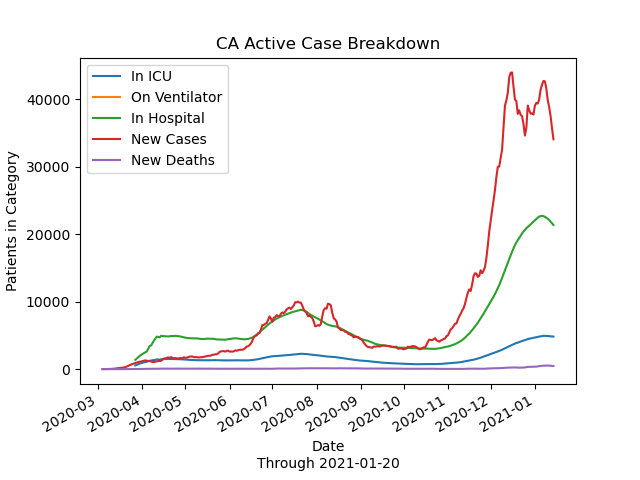 CA Active Case Breakdown
In ICU
On Ventilator
In Hospital
New Cases
New Deaths
40000
30000
20000
10000
0
Patients in Category
2020-03
2020-04
2020-05
2020-06
2020-07
2020-08
2020-09
2020-10
2020-11
2020-12
2021-01
Date
Through 2021-01-20